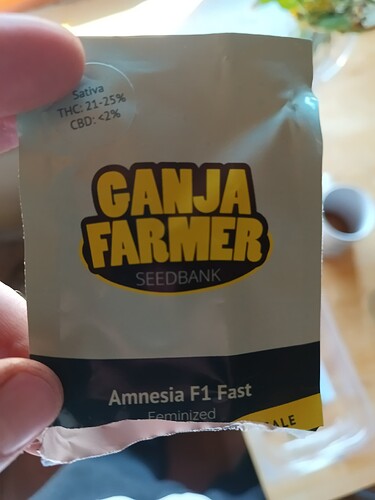 Sativa
THC: 21-25%
CBD: <2%
GANJA
FARMER
SEEDBANK
Amnesia F1 Fast
Feminized